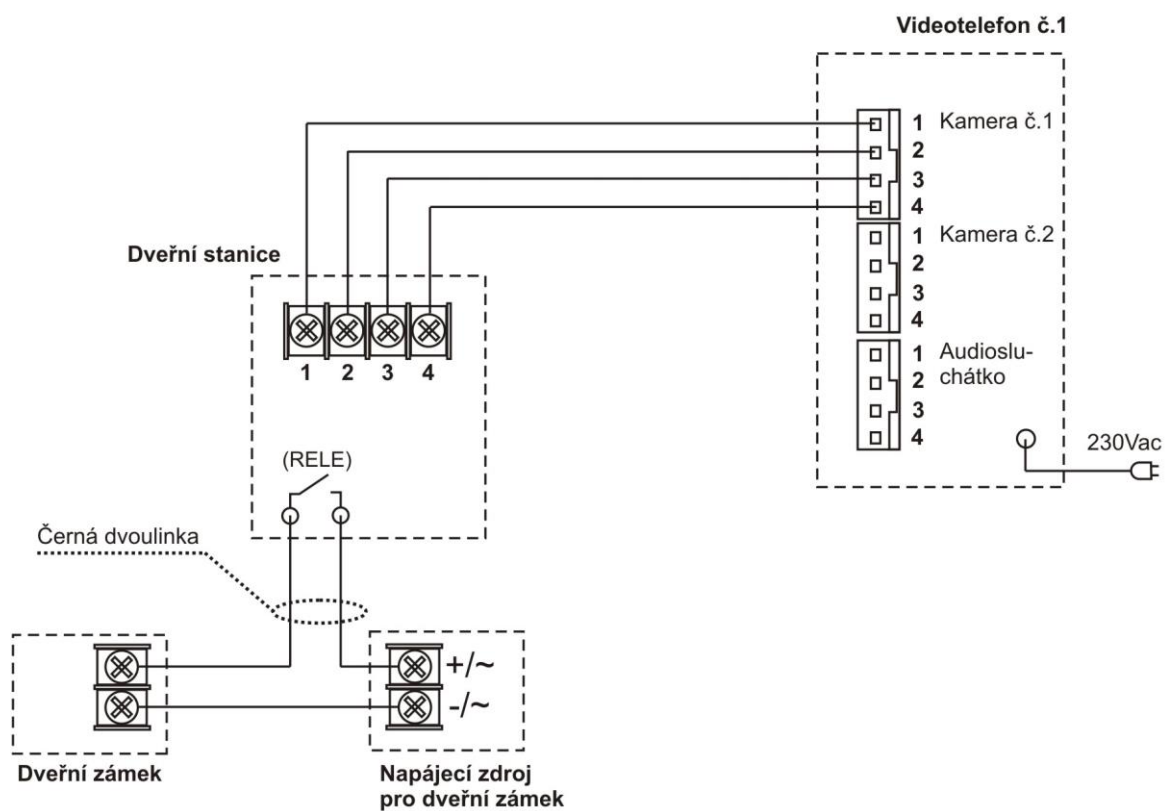 Videotelefon č.1
1 Kamera č.1
2
3
4
1 Kamera č.2
2
3
4
1 Audioslu-
2 chátko
3
4
230Vac
Dveřní stanice
1 2 3 4
(RELE)
Černá dvoulinka
+/~
-/~
Dveřní zámek
Napájecí zdroj
pro dveřní zámek